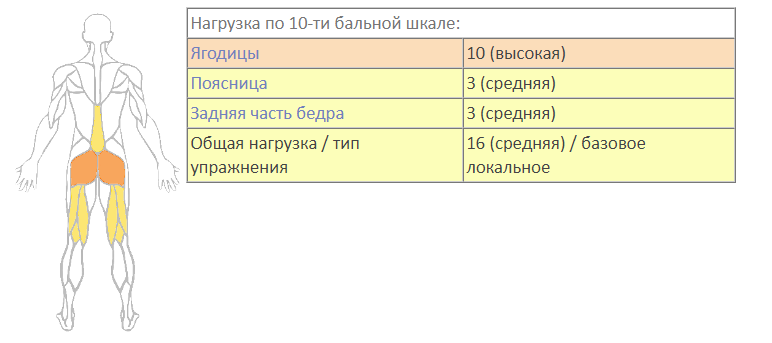 Нагрузка по 10-ти бальной шкале:
Ягодицы 10 (высокая)
Поясница 3 (средняя)
Задняя часть бедра 3 (средняя)
Общая нагрузка / тип 16 (средняя) / базовое
упражнения локальное